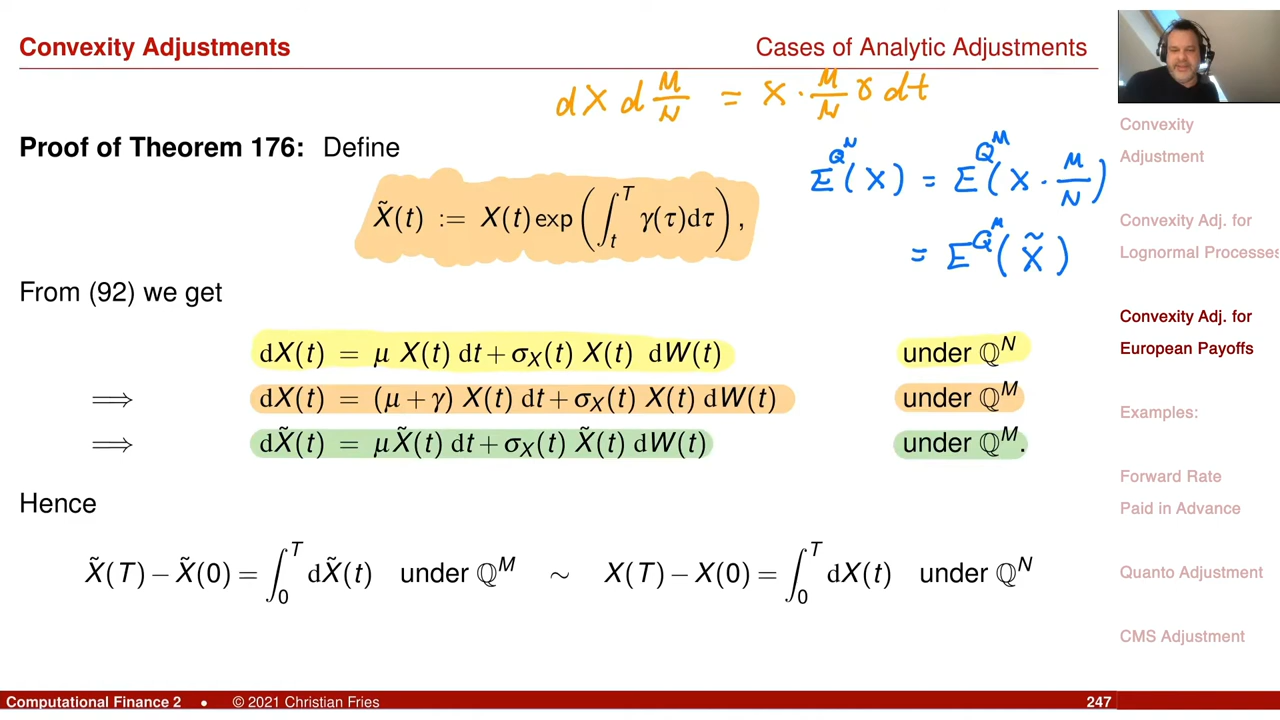 Convexity Adjustments
Cases of Analytic Adjustments
dX d M/N = X · M/N γ dt
Proof of Theorem 176: Define
X̃(t) := X(t) exp(∫_t^T γ(τ)dτ),
E^{Q^N}(X) = E^{Q^M}(X · M/N)
= E^{Q^M}(X̃)
From (92) we get
dX(t) = μ X(t) dt + σ_X(t) X(t) dW(t) under ℚ^N
⟹ dX(t) = (μ + γ) X(t) dt + σ_X(t) X(t) dW(t) under ℚ^M
⟹ dX̃(t) = μX̃(t) dt + σ_X(t) X̃(t) dW(t) under ℚ^M.
Hence
X̃(T) − X̃(0) = ∫_0^T dX̃(t) under ℚ^M ∼ X(T) − X(0) = ∫_0^T dX(t) under ℚ^N
Convexity
Adjustment
Convexity Adj. for
Lognormal Processes
Convexity Adj. for
European Payoffs
Examples:
Forward Rate
Paid in Advance
Quanto Adjustment
CMS Adjustment
Computational Finance 2 • © 2021 Christian Fries 247